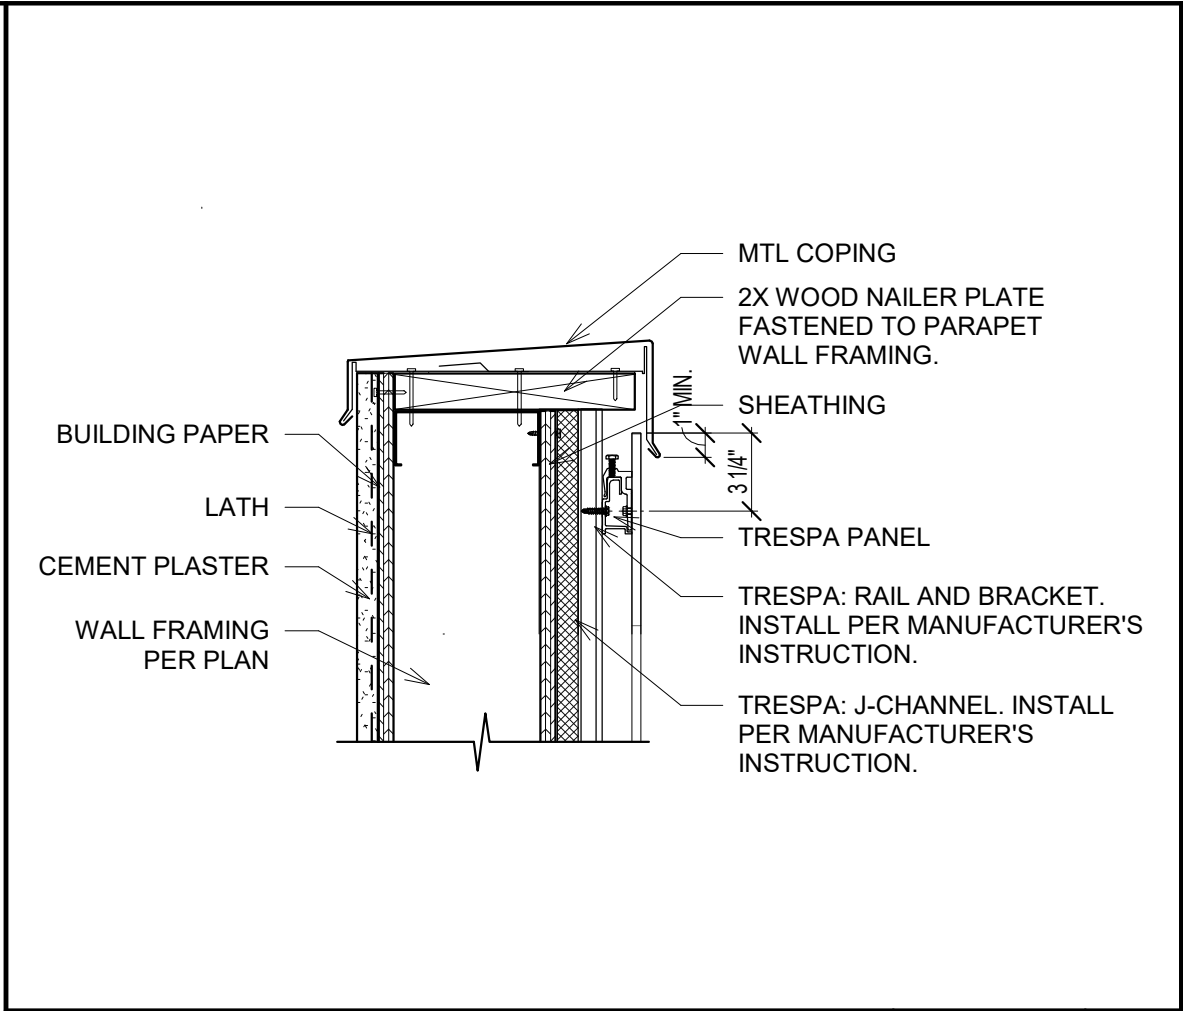 MTL COPING
2X WOOD NAILER PLATE
FASTENED TO PARAPET
WALL FRAMING.
SHEATHING
1" MIN.
3 1/4"
TRESPA PANEL
TRESPA: RAIL AND BRACKET.
INSTALL PER MANUFACTURER'S
INSTRUCTION.
TRESPA: J-CHANNEL. INSTALL
PER MANUFACTURER'S
INSTRUCTION.
BUILDING PAPER
LATH
CEMENT PLASTER
WALL FRAMING
PER PLAN